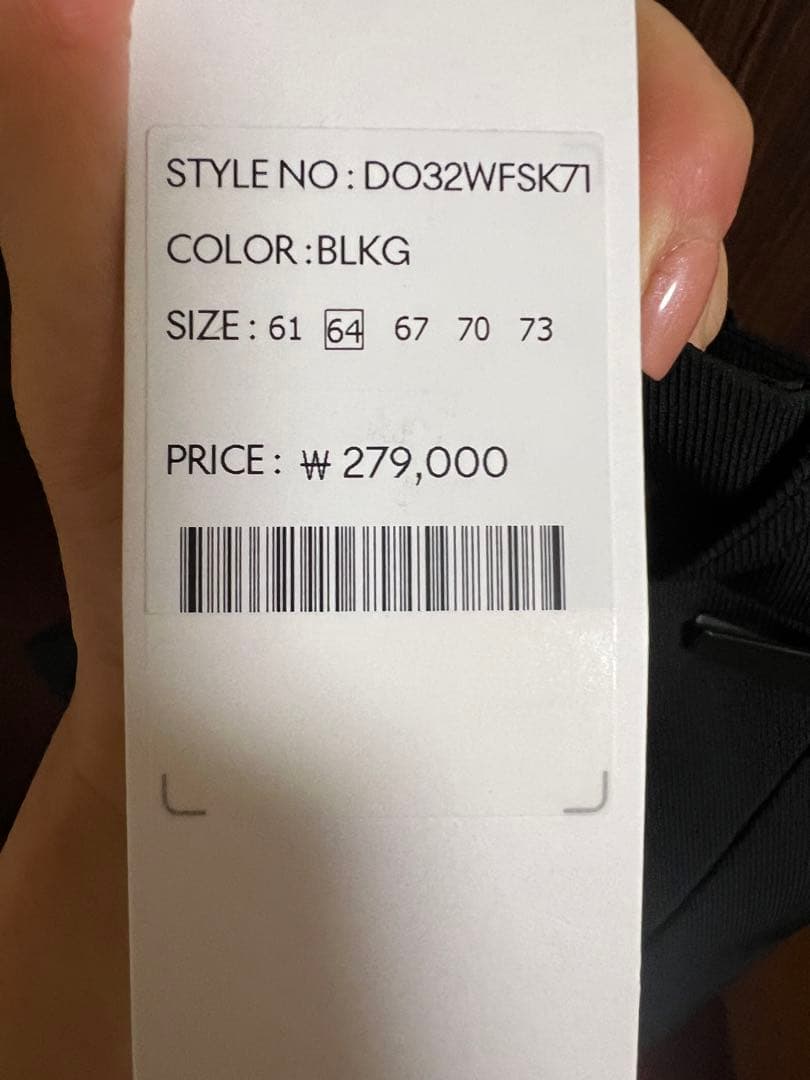 STYLE NO : DO32WFSK71
COLOR :BLKG
SIZE : 61 64 67 70 73
PRICE : ₩ 279,000